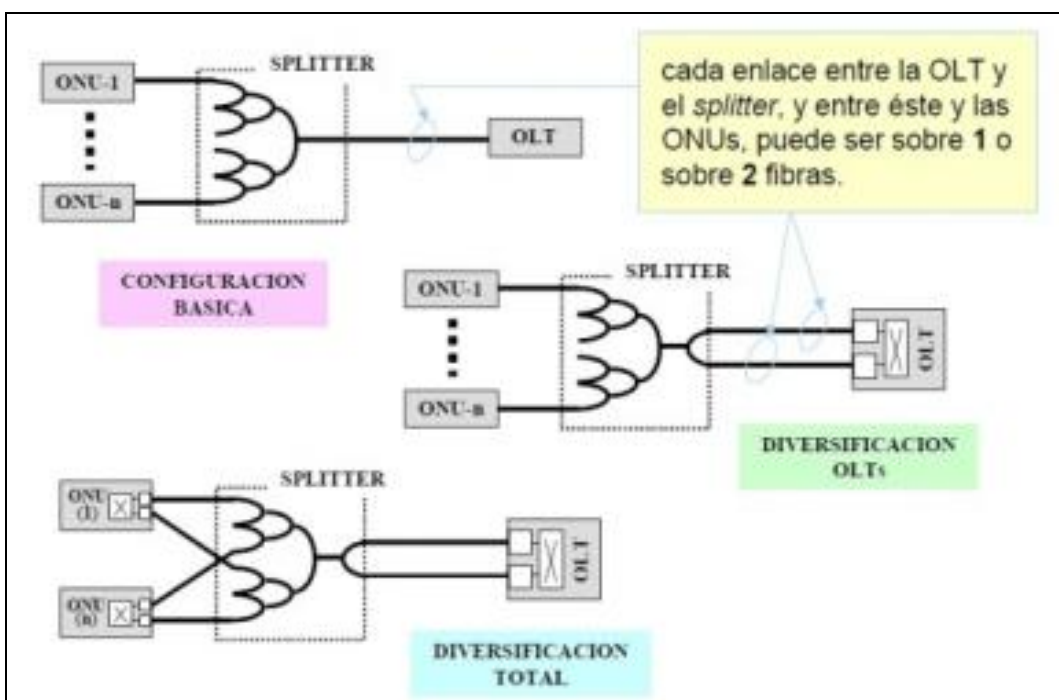 SPLITTER
ONU-1
ONU-n
OLT
cada enlace entre la OLT y
el splitter, y entre éste y las
ONUs, puede ser sobre 1 o
sobre 2 fibras.
CONFIGURACION
BASICA
SPLITTER
ONU-1
ONU-n
OLT
DIVERSIFICACION
OLTs
SPLITTER
ONU
(1)
ONU
(n)
OLT
DIVERSIFICACION
TOTAL